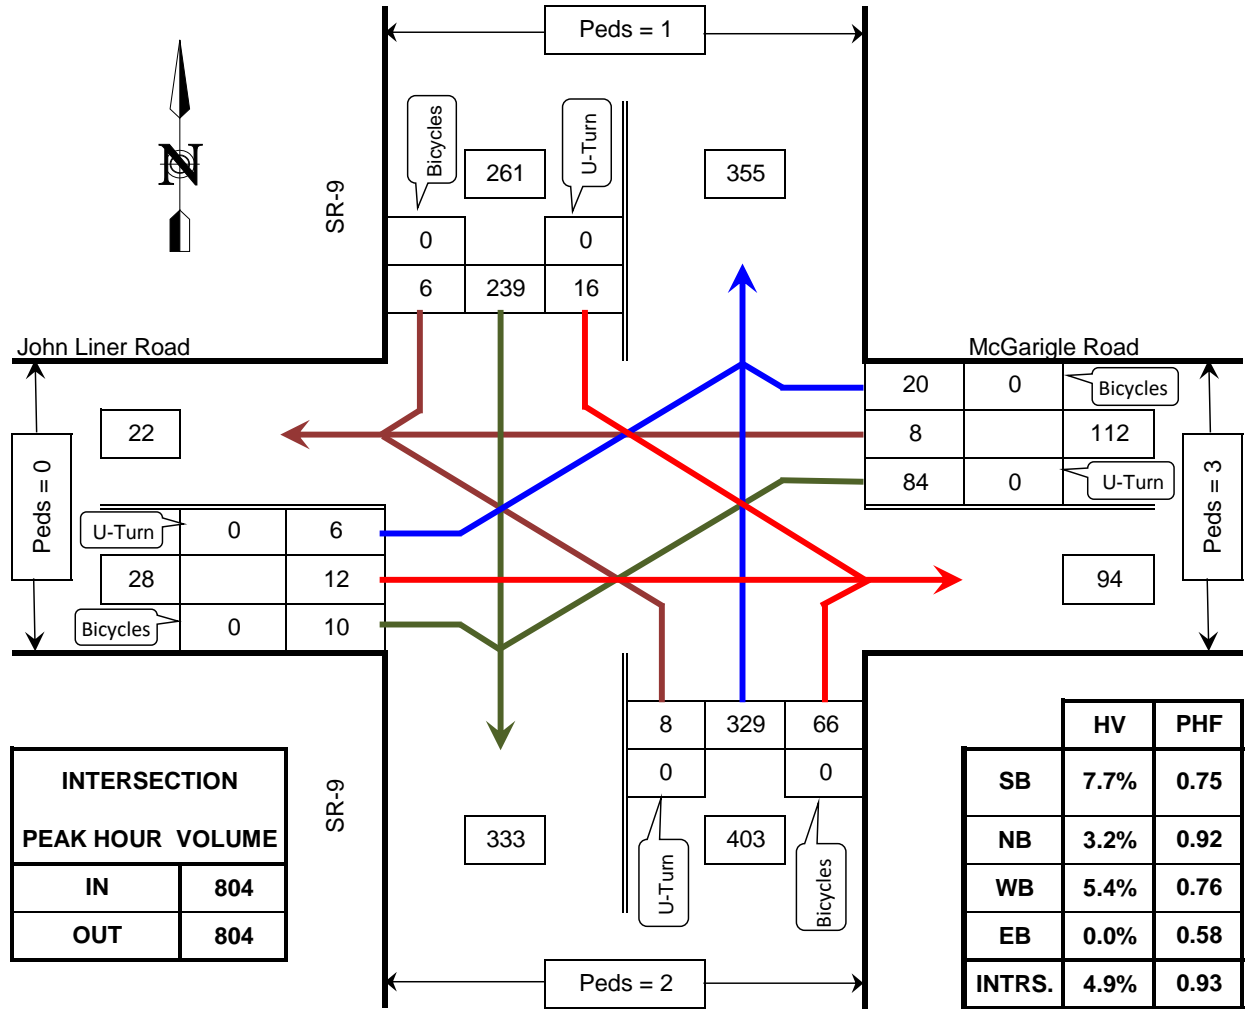 Peds = 1
N
SR-9
Bicycles
261
U-Turn
355
0 0
6 239 16
John Liner Road
McGarigle Road
20 0 Bicycles
8 112
84 0 U-Turn
Peds = 3
94
22
Peds = 0
U-Turn 0 6
28 12
Bicycles 0 10
8 329 66
0 0
U-Turn
403
Bicycles
333
SR-9
Peds = 2
INTERSECTION
PEAK HOUR VOLUME
IN 804
OUT 804
HV PHF
SB 7.7% 0.75
NB 3.2% 0.92
WB 5.4% 0.76
EB 0.0% 0.58
INTRS. 4.9% 0.93